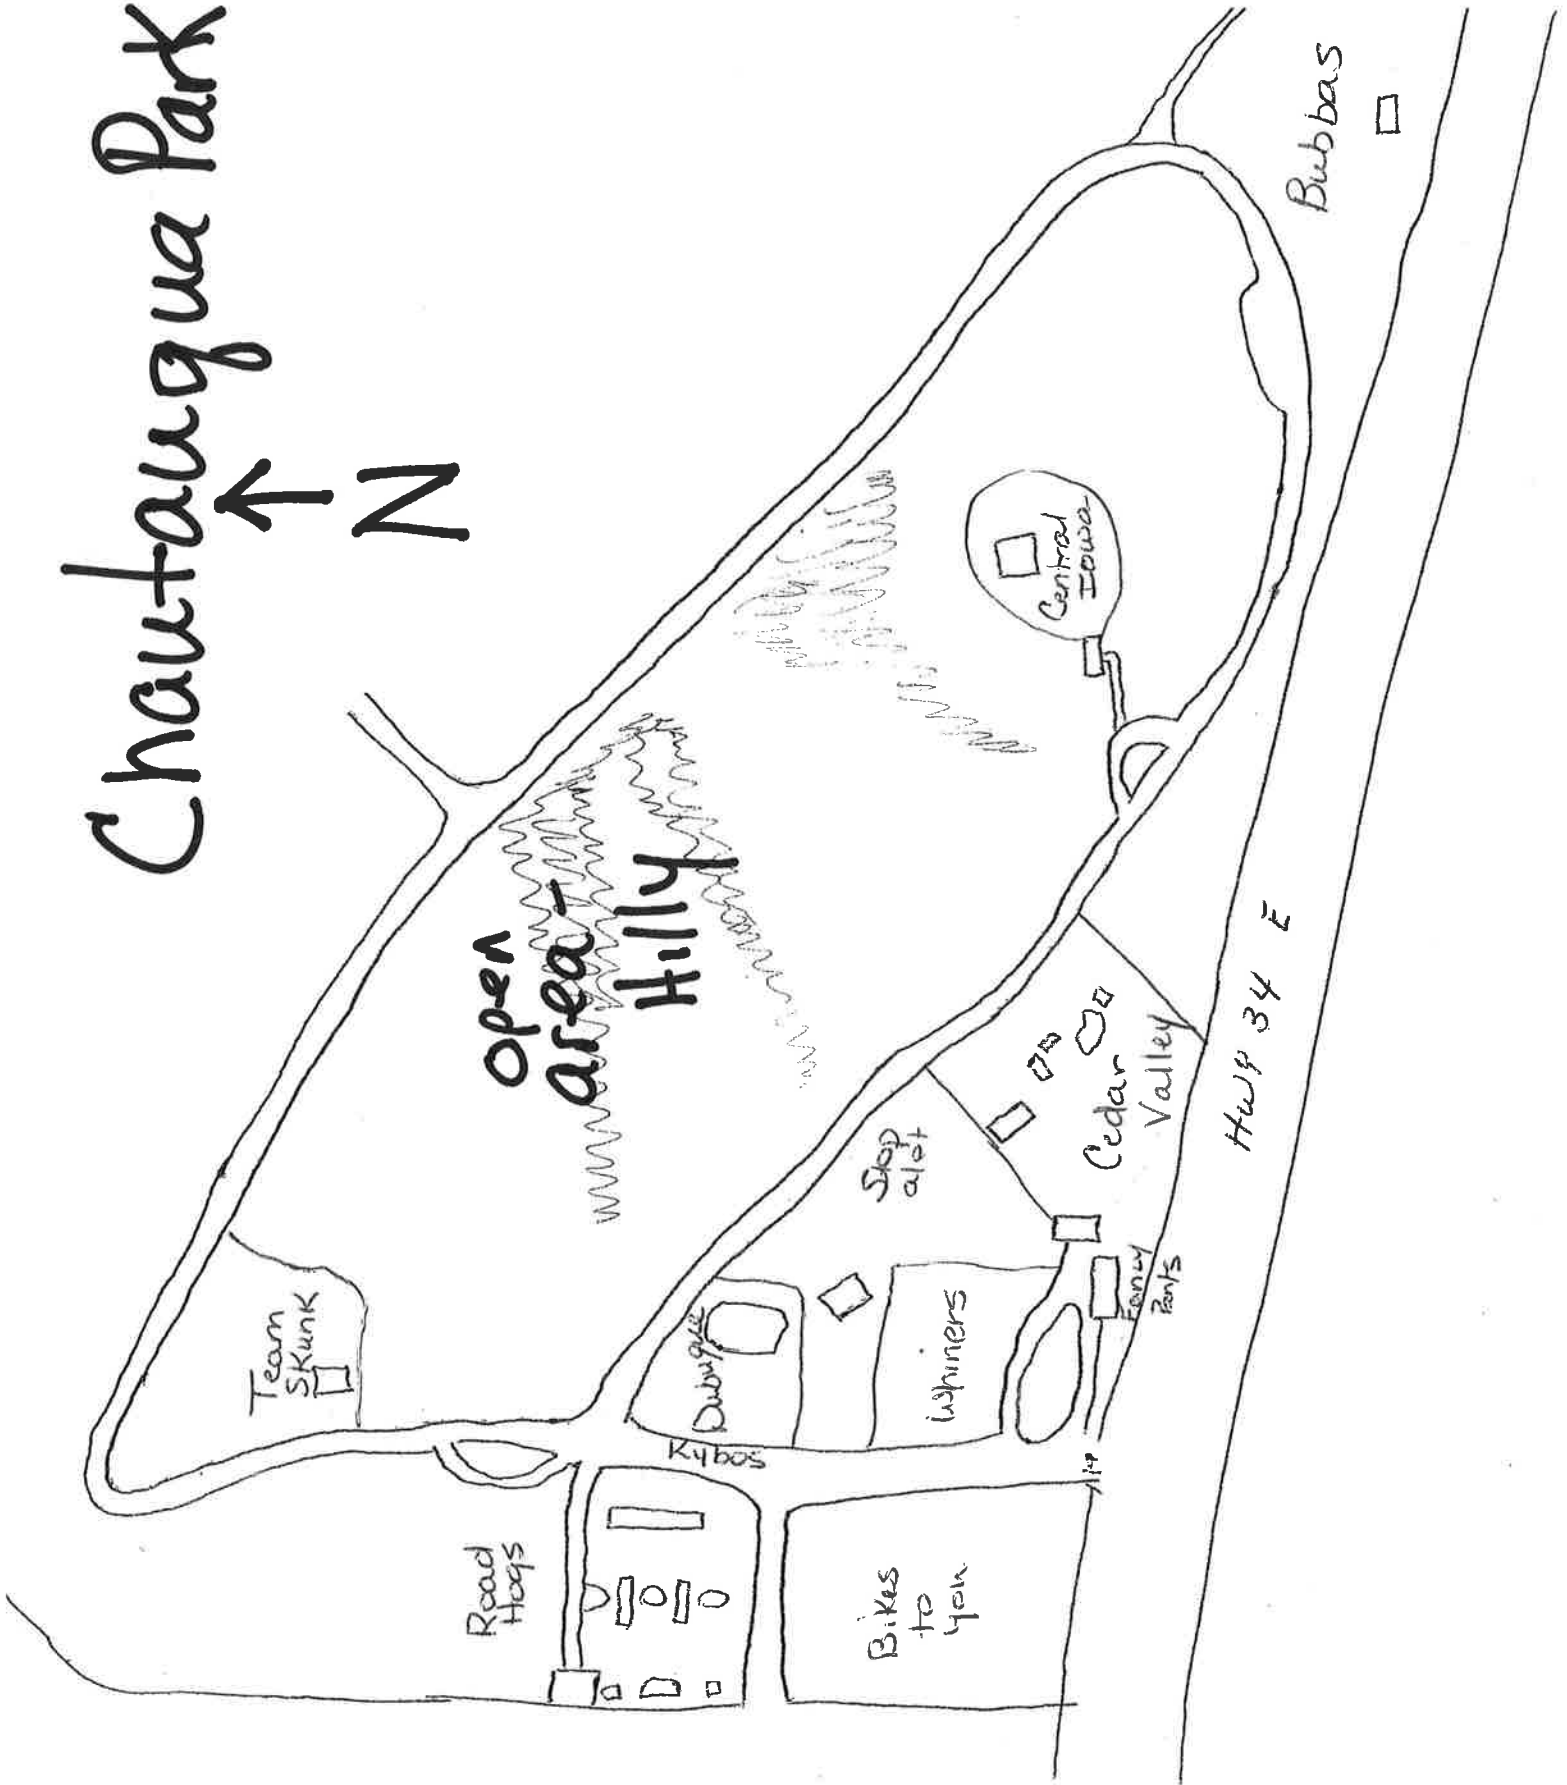 Chautauqua Park
N
open
area -
Hilly
Team
Skunk
Road
Hogs
Kybos
Dubuque
Stop
alot
Whiners
Bikes
to
you
Cedar
Valley
Fancy
Pants
Central
Iowa
Bubbas
Hwy 34 E